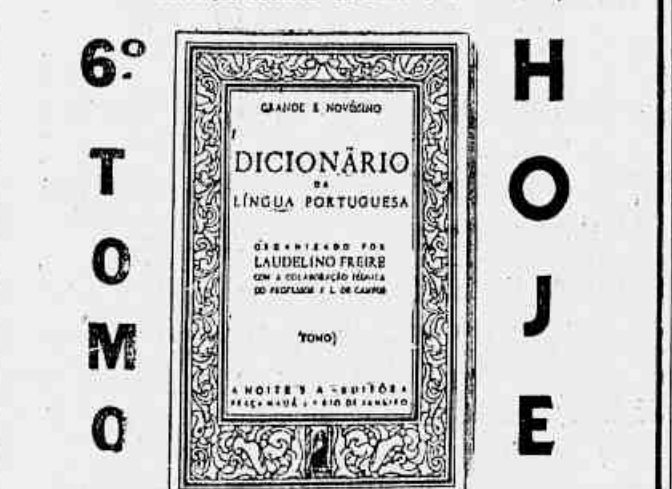 6º TOMO
GRANDE E NOVÍSSIMO
DICIONÁRIO
DA
LÍNGUA PORTUGUESA
ORGANIZADO POR
LAUDELINO FREIRE
COM A COLABORAÇÃO TÉCNICA
DO PROFESSOR J. L. DE CAMPOS
TOMO I
A NOITE S A - EDITÔRA
PRAÇA MAUÁ 7 RIO DE JANEIRO
HOJE